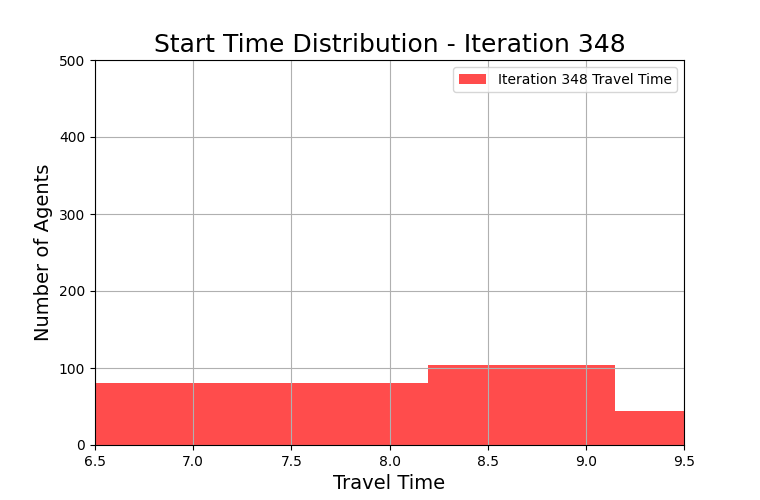 Start Time Distribution - Iteration 348
Iteration 348 Travel Time
Number of Agents
500
400
300
200
100
0
6.5 7.0 7.5 8.0 8.5 9.0 9.5
Travel Time